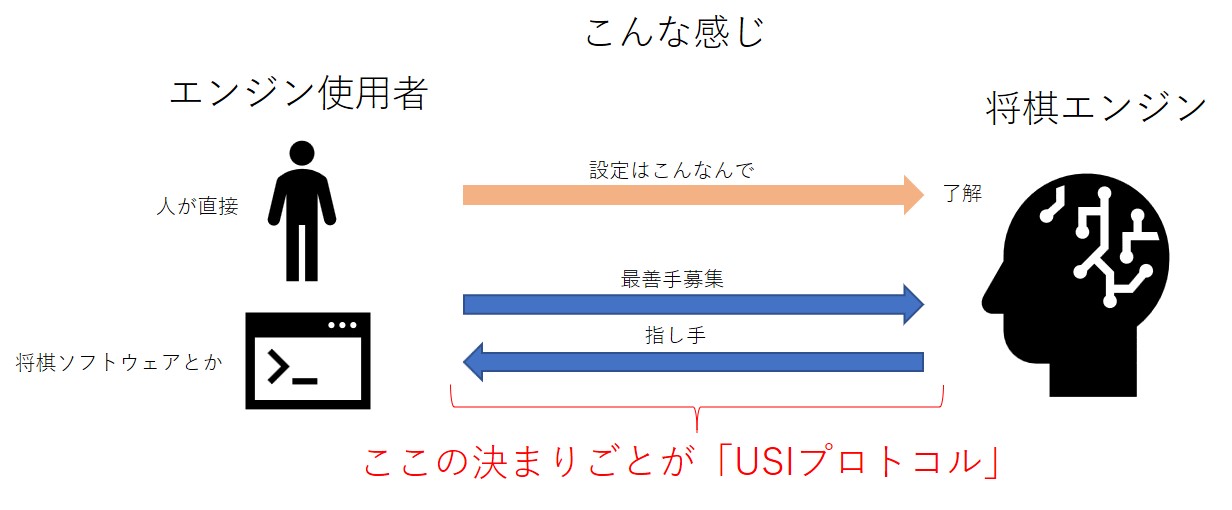 こんな感じ
エンジン使用者
将棋エンジン
設定はこんなんで
了解
人が直接
最善手募集
指し手
将棋ソフトウェアとか
ここの決まりごとが「USIプロトコル」